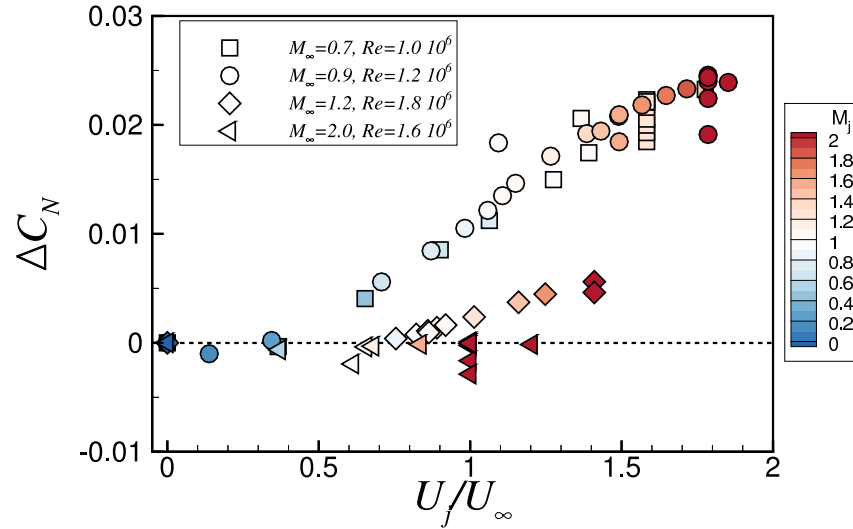 0.03
M∞=0.7, Re=1.0 10⁶
M∞=0.9, Re=1.2 10⁶
M∞=1.2, Re=1.8 10⁶
M∞=2.0, Re=1.6 10⁶
0.02
0.01
0
-0.01
ΔC_N
0 0.5 1 1.5 2
U_j/U∞
M_j
2
1.8
1.6
1.4
1.2
1
0.8
0.6
0.4
0.2
0